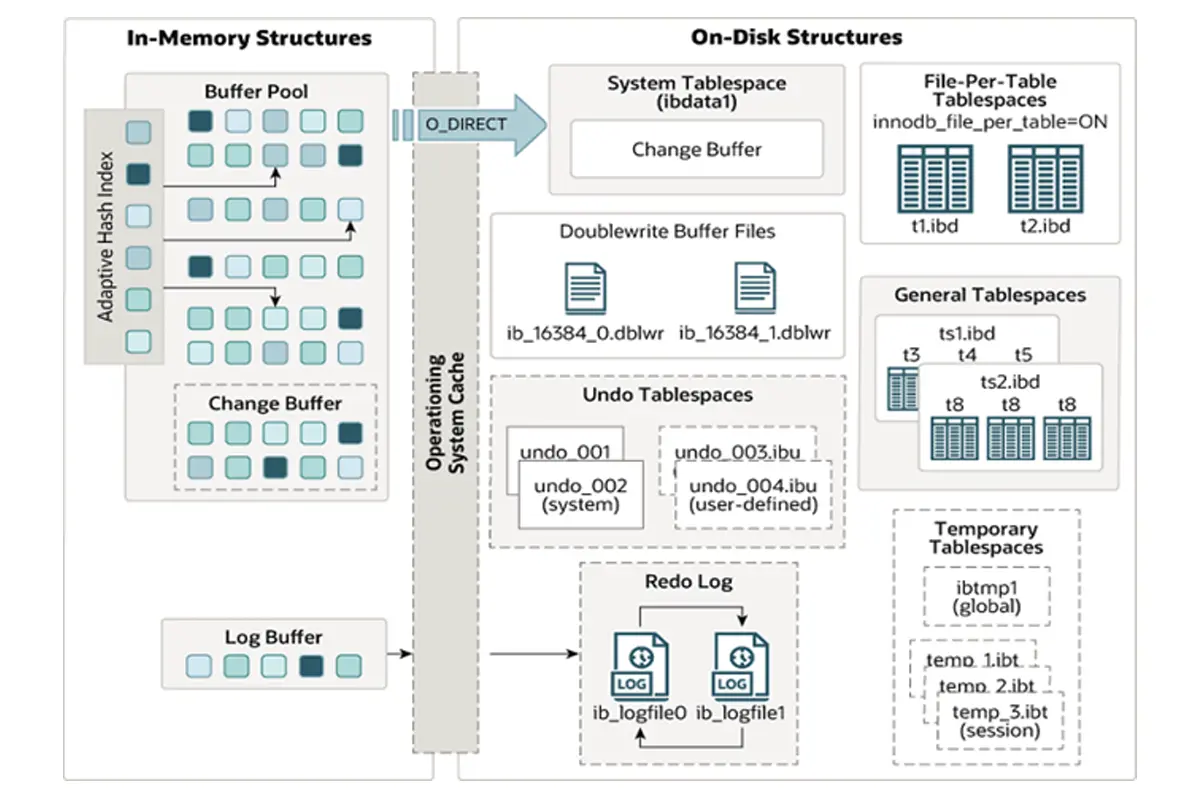 In-Memory Structures
Buffer Pool
Adaptive Hash Index
Change Buffer
Log Buffer
Operationing
System Cache
O_DIRECT
On-Disk Structures
System Tablespace
(ibdata1)
Change Buffer
Doublewrite Buffer Files
ib_16384_0.dblwr
ib_16384_1.dblwr
Undo Tablespaces
undo_001
undo_002
(system)
undo_003.ibu
undo_004.ibu
(user-defined)
Redo Log
LOG
LOG
ib_logfile0
ib_logfile1
File-Per-Table
Tablespaces
innodb_file_per_table=ON
t1.ibd
t2.ibd
General Tablespaces
ts1.ibd
t3 t4 t5
ts2.ibd
t8 t8 t8
Temporary
Tablespaces
ibtmp1
(global)
temp_1.ibt
temp_2.ibt
temp_3.ibt
(session)